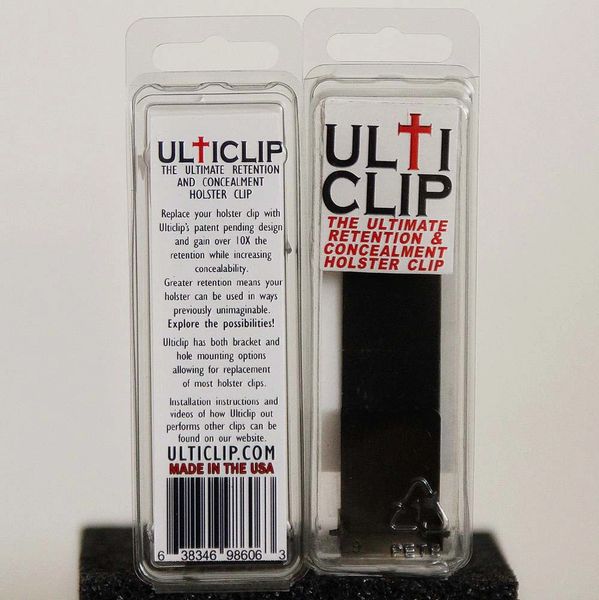 ULTICLIP
THE ULTIMATE RETENTION
AND CONCEALMENT
HOLSTER CLIP
Replace your holster clip with
Ulticlip's patent pending design
and gain over 10X the
retention while increasing
concealability.
Greater retention means your
holster can be used in ways
previously unimaginable.
Explore the possibilities!
Ulticlip has both bracket and
hole mounting options
allowing for replacement
of most holster clips.
Installation instructions and
videos of how Ulticlip out
performs other clips can be
found on our website.
ULTICLIP.COM
MADE IN THE USA
6 38346 98606 3
ULTI
CLIP
THE ULTIMATE
RETENTION &
CONCEALMENT
HOLSTER CLIP